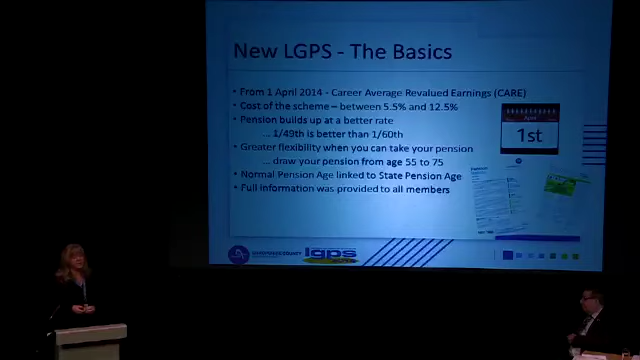 New LGPS - The Basics
• From 1 April 2014 - Career Average Revalued Earnings (CARE)
• Cost of the scheme – between 5.5% and 12.5%
• Pension builds up at a better rate
... 1/49th is better than 1/60th
• Greater flexibility when you can take your pension
... draw your pension from age 55 to 75
• Normal Pension Age linked to State Pension Age
• Full information was provided to all members
April
1st
lgps